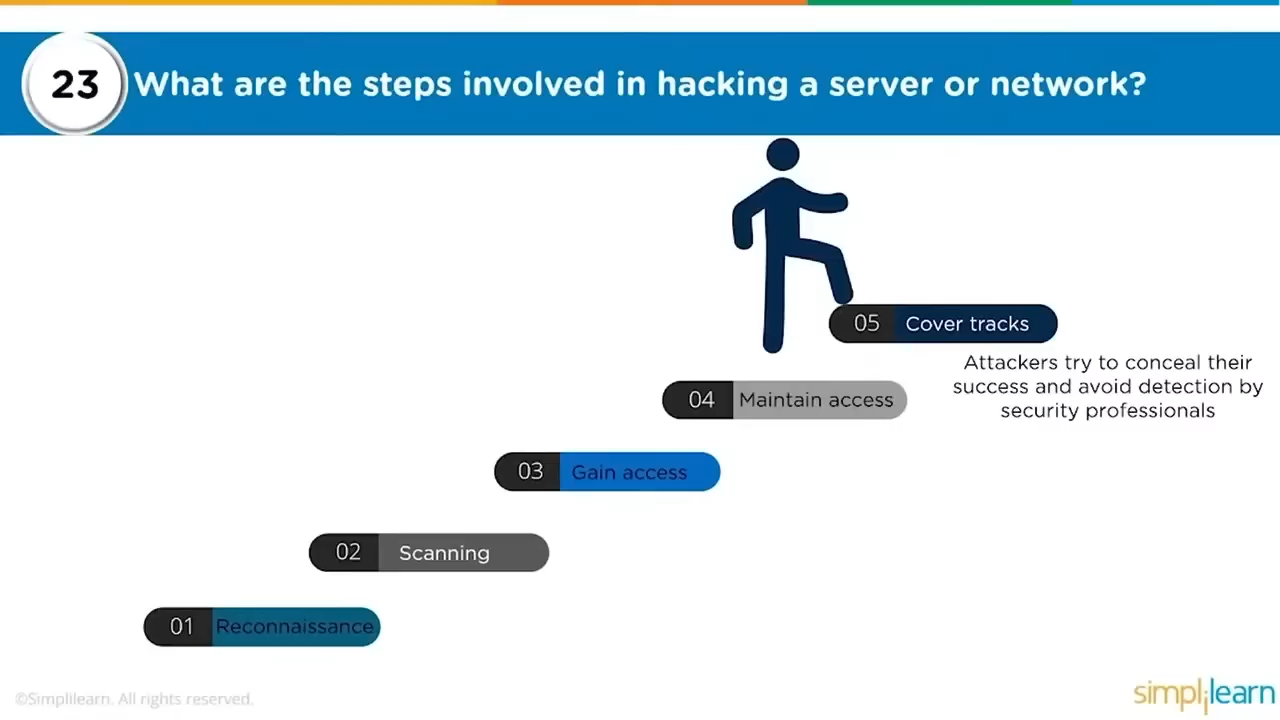 23
What are the steps involved in hacking a server or network?
05 Cover tracks
Attackers try to conceal their
success and avoid detection by
security professionals
04 Maintain access
03 Gain access
02 Scanning
01 Reconnaissance
©Simplilearn. All rights reserved.
simplilearn